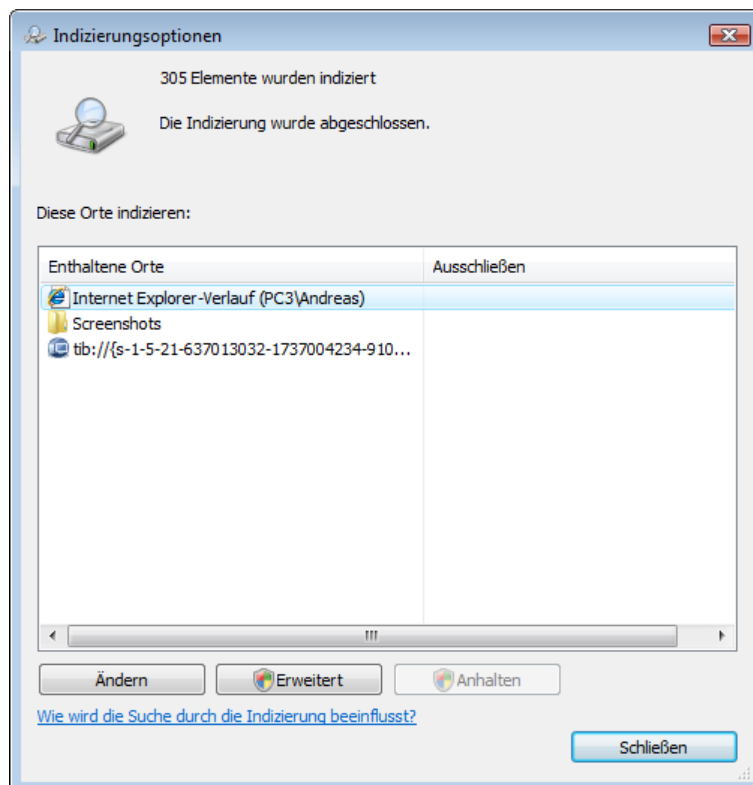 Indizierungsoptionen
305 Elemente wurden indiziert
Die Indizierung wurde abgeschlossen.
Diese Orte indizieren:
Enthaltene Orte Ausschließen
Internet Explorer-Verlauf (PC3\Andreas)
Screenshots
tib://{s-1-5-21-637013032-1737004234-910...
Ändern Erweitert Anhalten
Wie wird die Suche durch die Indizierung beeinflusst?
Schließen